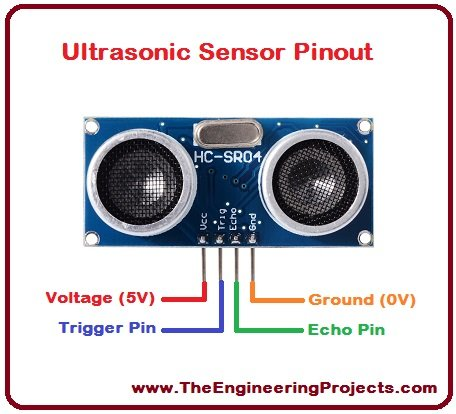 Ultrasonic Sensor Pinout
HC-SR04
Vcc
Trig
Echo
Gnd
Voltage (5V)
Ground (0V)
Trigger Pin
Echo Pin
www.TheEngineeringProjects.com